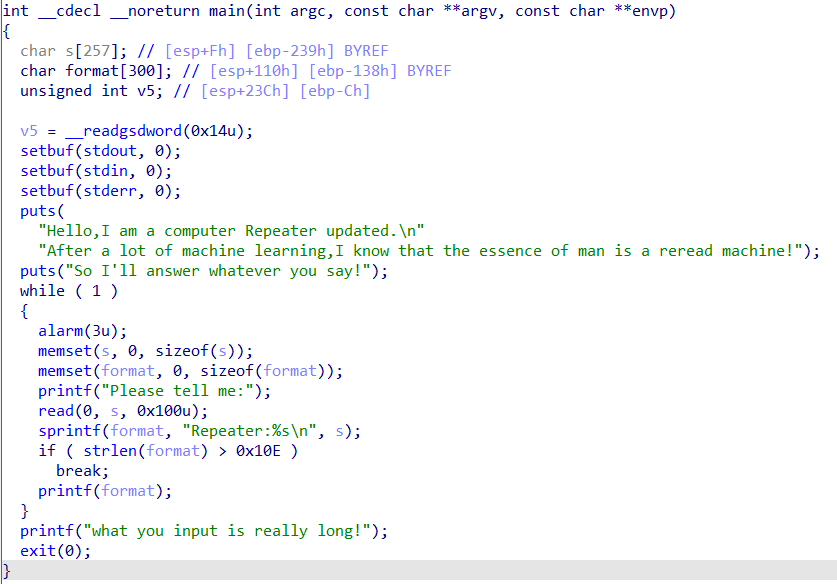 int __cdecl __noreturn main(int argc, const char **argv, const char **envp)
{
  char s[257]; // [esp+Fh] [ebp-239h] BYREF
  char format[300]; // [esp+110h] [ebp-138h] BYREF
  unsigned int v5; // [esp+23Ch] [ebp-Ch]

  v5 = __readgsdword(0x14u);
  setbuf(stdout, 0);
  setbuf(stdin, 0);
  setbuf(stderr, 0);
  puts(
    "Hello,I am a computer Repeater updated.\n"
    "After a lot of machine learning,I know that the essence of man is a reread machine!");
  puts("So I'll answer whatever you say!");
  while ( 1 )
  {
    alarm(3u);
    memset(s, 0, sizeof(s));
    memset(format, 0, sizeof(format));
    printf("Please tell me:");
    read(0, s, 0x100u);
    sprintf(format, "Repeater:%s\n", s);
    if ( strlen(format) > 0x10E )
      break;
    printf(format);
  }
  printf("what you input is really long!");
  exit(0);
}